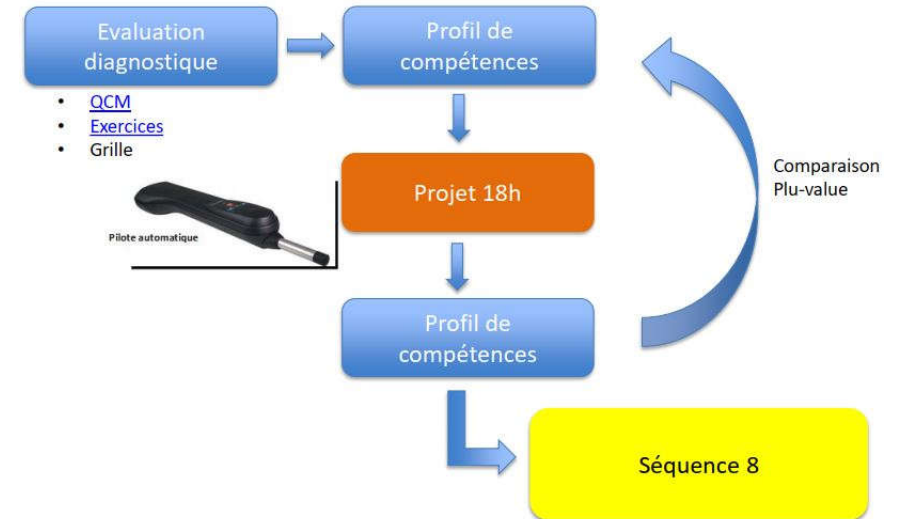 Evaluation
diagnostique
Profil de
compétences
• QCM
• Exercices
• Grille
Projet 18h
Pilote automatique
Comparaison
Plu-value
Profil de
compétences
Séquence 8